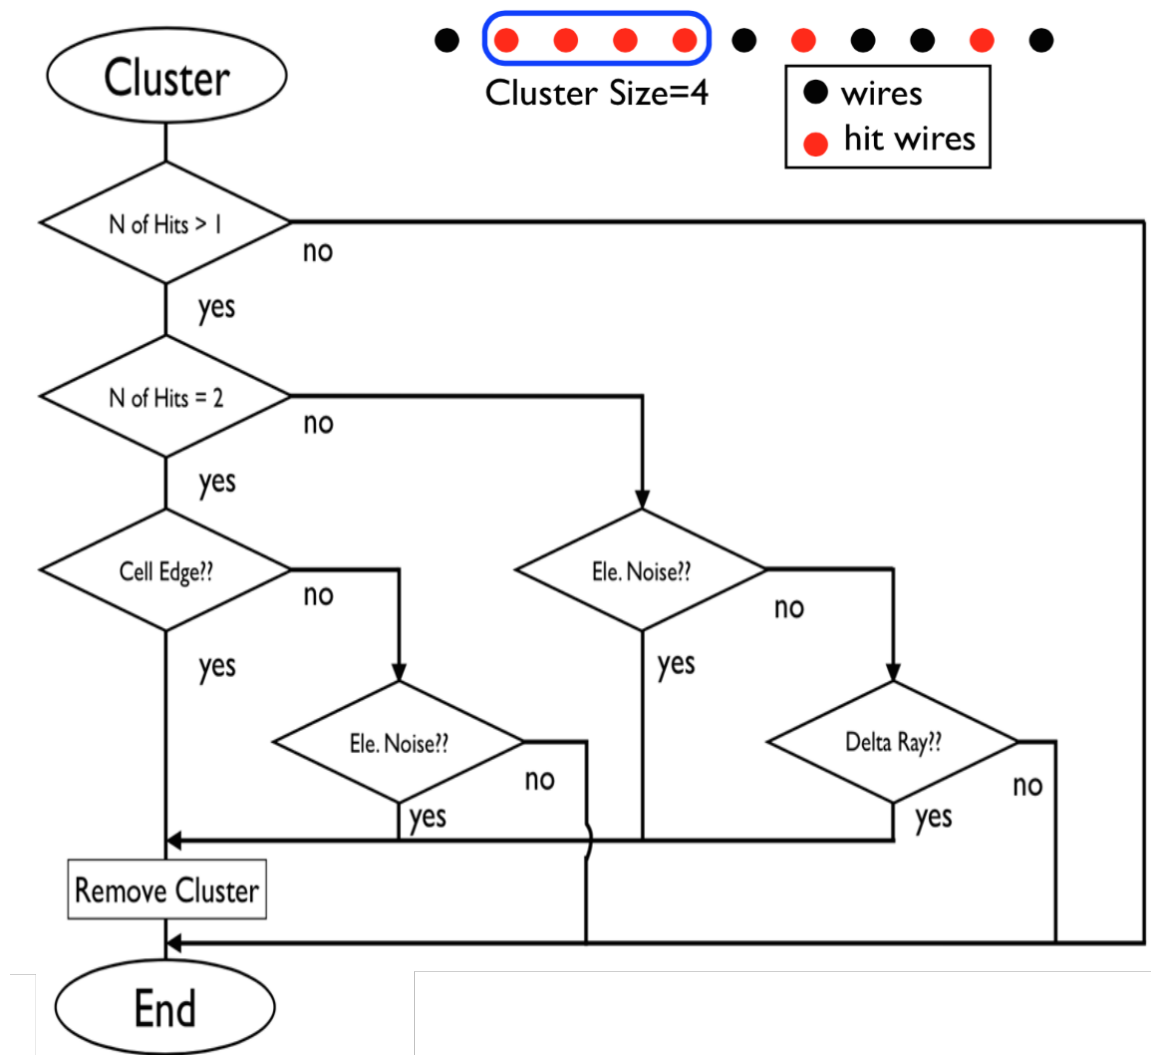 Cluster
Cluster Size=4
wires
hit wires
N of Hits > 1
no
yes
N of Hits = 2
no
yes
Cell Edge??
no
yes
Ele. Noise??
no
yes
Ele. Noise??
no
yes
Delta Ray??
no
yes
Remove Cluster
End